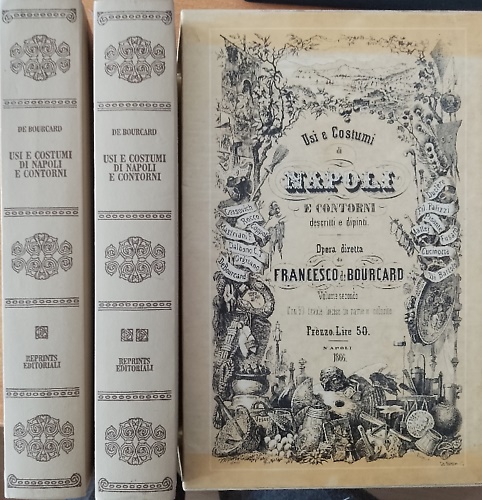 DE BOURCARD
USI E COSTUMI
DI NAPOLI
E CONTORNI
REPRINTS
EDITORIALI
DE BOURCARD
USI E COSTUMI
DI NAPOLI
E CONTORNI
REPRINTS
EDITORIALI
Usi e Costumi
di
NAPOLI
E CONTORNI
descritti e dipinti.
Opera diretta
da
FRANCESCO de BOURCARD
Volume secondo
Prezzo. Lire 50.
NAPOLI
1866.